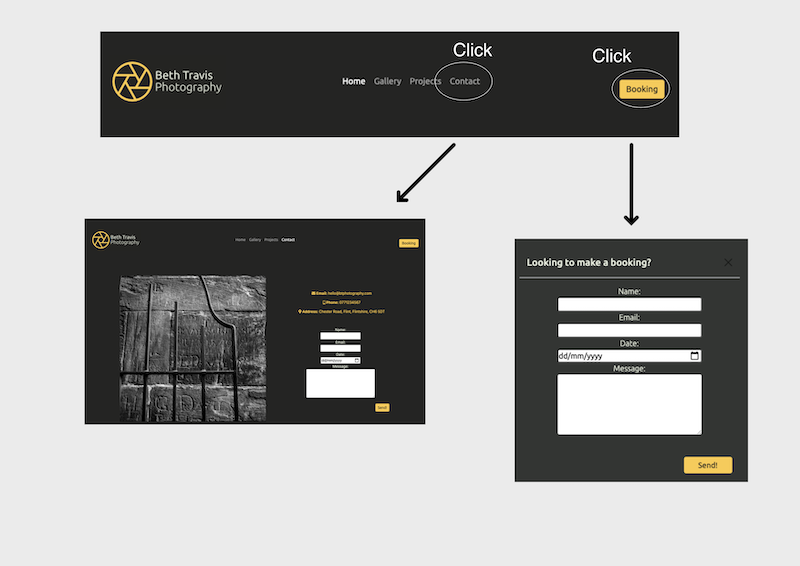 Click
Click
Beth Travis
Photography
Home Gallery Projects Contact
Booking
Beth Travis
Photography
Home Gallery Projects Contact
Booking
Email: hello@btphotography.com
Phone: 0771234567
Address: Chester Road, Flint, Flintshire, CH6 5DT
Name:
Email:
Date:
dd/mm/yyyy
Message:
Send!
Looking to make a booking?
Name:
Email:
Date:
dd/mm/yyyy
Message:
Send!